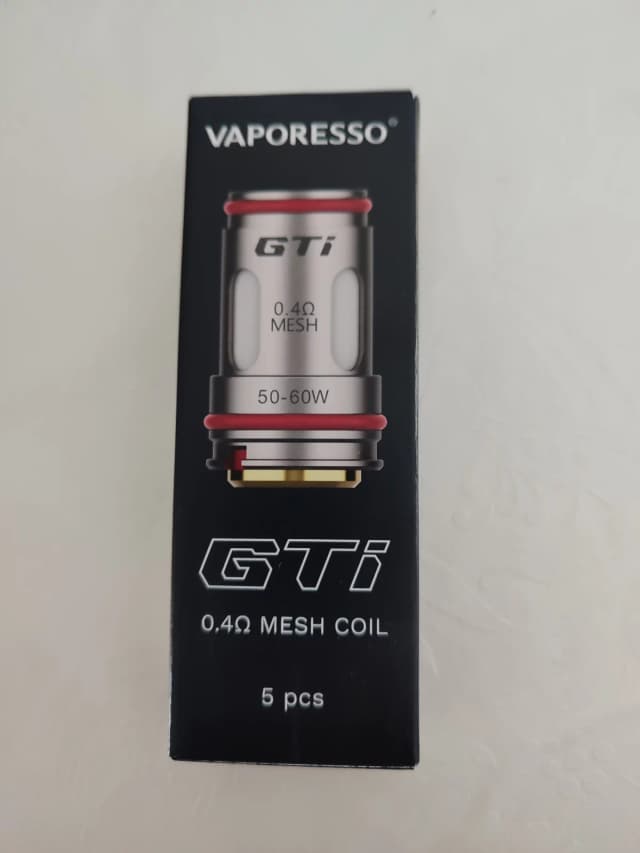 VAPORESSO®
GTi
0.4Ω
MESH
50-60W
GTi
0.4Ω MESH COIL
5 pcs